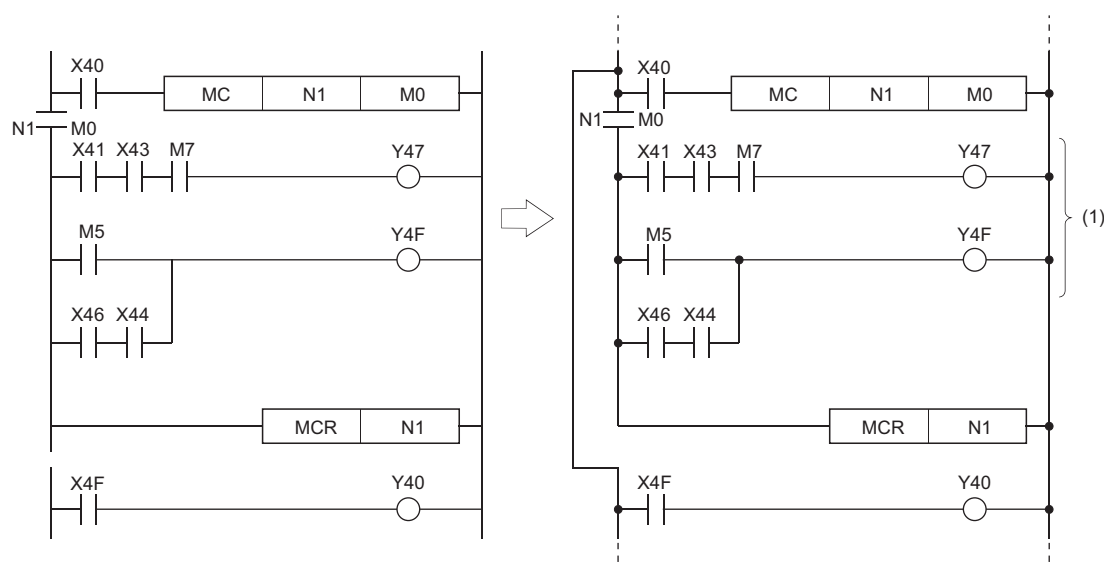 X40
MC N1 M0
N1 M0
X41 X43 M7 Y47
M5 Y4F
X46 X44
MCR N1
X4F Y40
X40
MC N1 M0
N1 M0
X41 X43 M7 Y47
(1)
M5 Y4F
X46 X44
MCR N1
X4F Y40